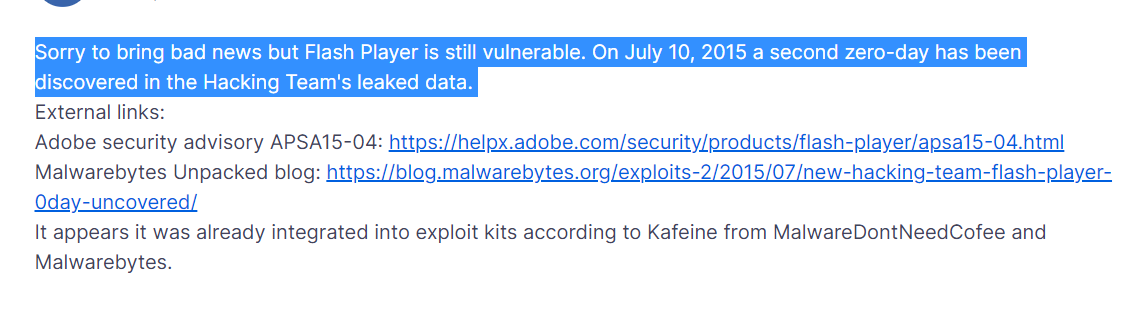 Sorry to bring bad news but Flash Player is still vulnerable. On July 10, 2015 a second zero-day has been
discovered in the Hacking Team's leaked data.
External links:
Adobe security advisory APSA15-04: https://helpx.adobe.com/security/products/flash-player/apsa15-04.html
Malwarebytes Unpacked blog: https://blog.malwarebytes.org/exploits-2/2015/07/new-hacking-team-flash-player-
0day-uncovered/
It appears it was already integrated into exploit kits according to Kafeine from MalwareDontNeedCofee and
Malwarebytes.